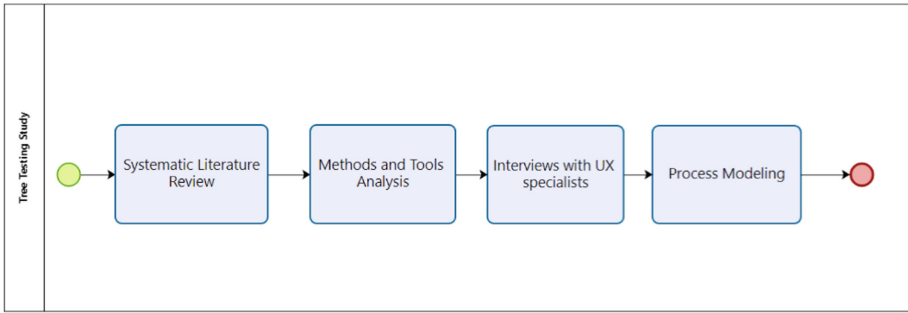 Tree Testing Study
Systematic Literature
Review
Methods and Tools
Analysis
Interviews with UX
specialists
Process Modeling